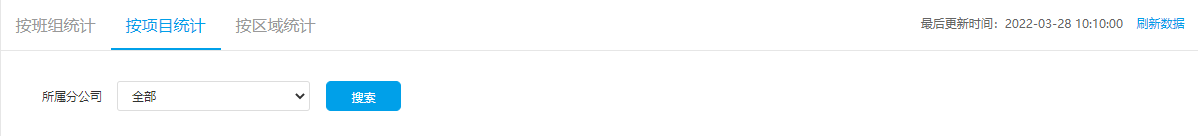 按班组统计 按项目统计 按区域统计 最后更新时间：2022-03-28 10:10:00 刷新数据
所属分公司 全部 搜索